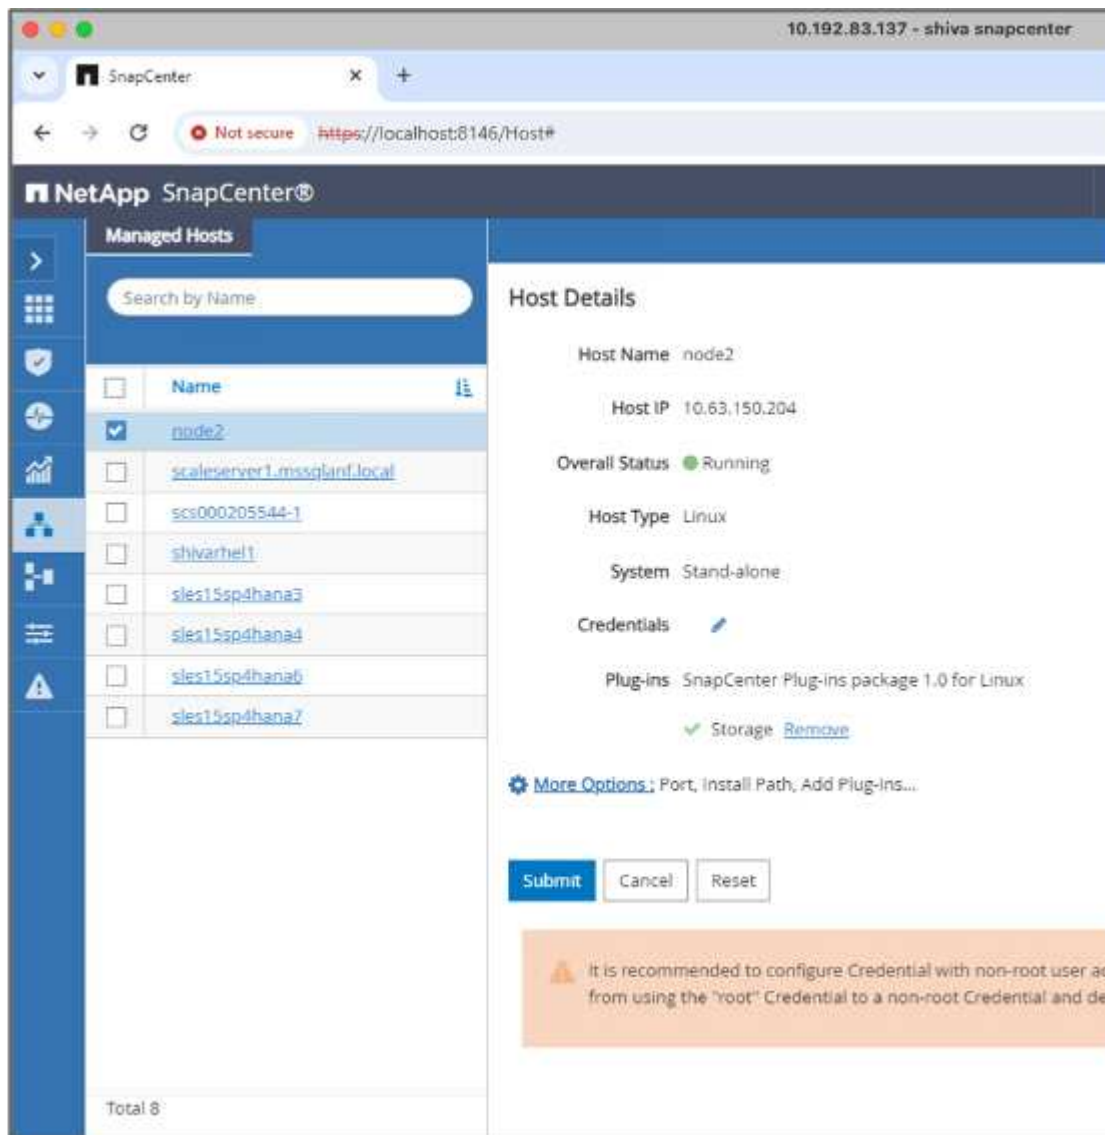 10.192.83.137 - shiva snapcenter
SnapCenter
Not secure https://localhost:8146/Host#
NetApp SnapCenter®
Managed Hosts
Search by Name
Name
node2
scaleserver1.mssqlanf.local
scs000205544-1
shivarhel1
sles15sp4hana3
sles15sp4hana4
sles15sp4hana6
sles15sp4hana7
Total 8
Host Details
Host Name node2
Host IP 10.63.150.204
Overall Status Running
Host Type Linux
System Stand-alone
Credentials
Plug-ins SnapCenter Plug-ins package 1.0 for Linux
Storage Remove
More Options : Port, Install Path, Add Plug-Ins...
Submit Cancel Reset
It is recommended to configure Credential with non-root user ac
from using the "root" Credential to a non-root Credential and de